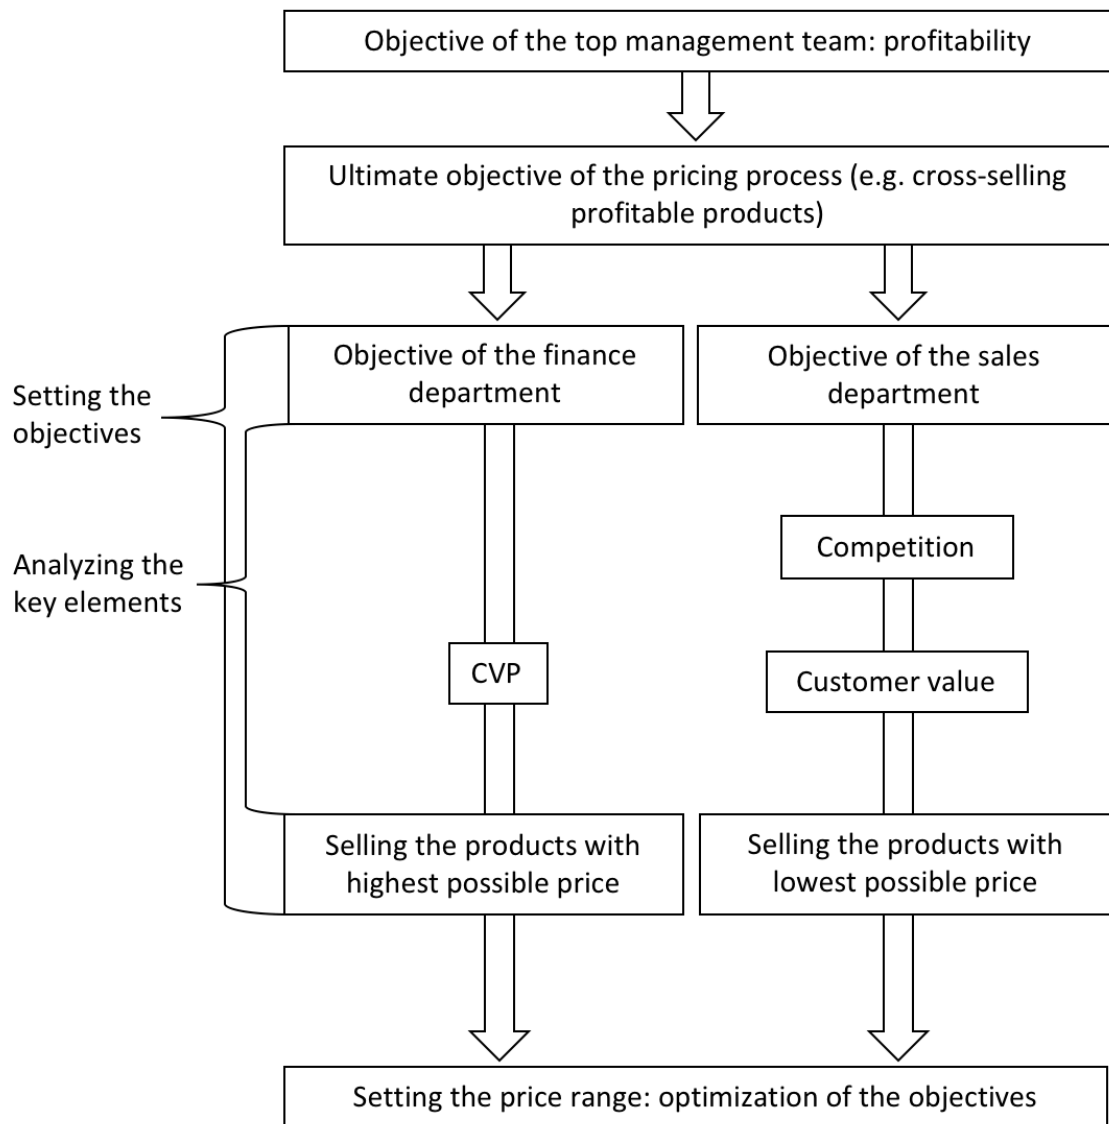 Objective of the top management team: profitability
Ultimate objective of the pricing process (e.g. cross-selling
profitable products)
Setting the
objectives
Objective of the finance
department
Objective of the sales
department
Analyzing the
key elements
Competition
CVP
Customer value
Selling the products with
highest possible price
Selling the products with
lowest possible price
Setting the price range: optimization of the objectives